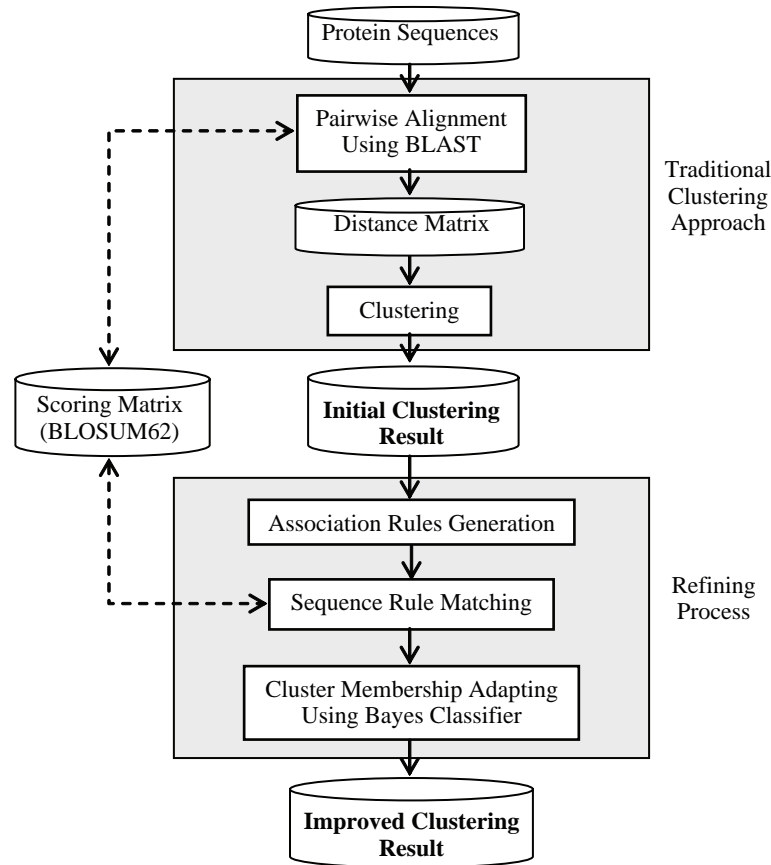 Protein Sequences
Pairwise Alignment
Using BLAST
Traditional
Clustering
Approach
Distance Matrix
Clustering
Scoring Matrix
(BLOSUM62)
Initial Clustering
Result
Association Rules Generation
Sequence Rule Matching
Refining
Process
Cluster Membership Adapting
Using Bayes Classifier
Improved Clustering
Result